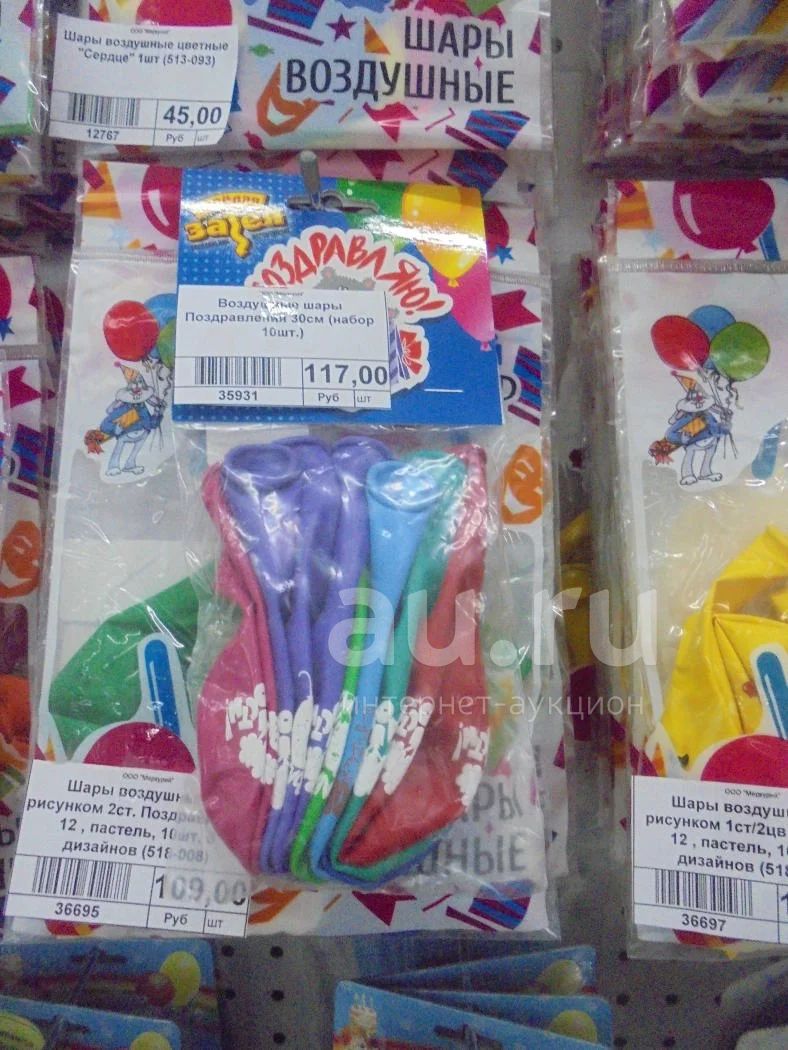 ООО "Меркурий"
Шары воздушные цветные
"Сердце" 1шт (513-093)
45,00
12767
Руб
шт
ШАРЫ
ВОЗДУШНЫЕ
затея
ПОЗДРАВЛЯЮ!
Воздушные шары
Поздравления 30см (набор
10шт.)
117,00
35931
Руб
шт
au.ru
интернет-аукцион
ООО "Меркурий"
Шары воздушн
рисунком 2ст. Поздра
12 , пастель, 10шт.
дизайнов (518-008)
109,00
36695
Руб
шт
ВОЗДУШНЫЕ
ООО "Меркурий"
Шары воздуш
рисунком 1ст/2цв
12 , пастель, 1
дизайнов (518
36697